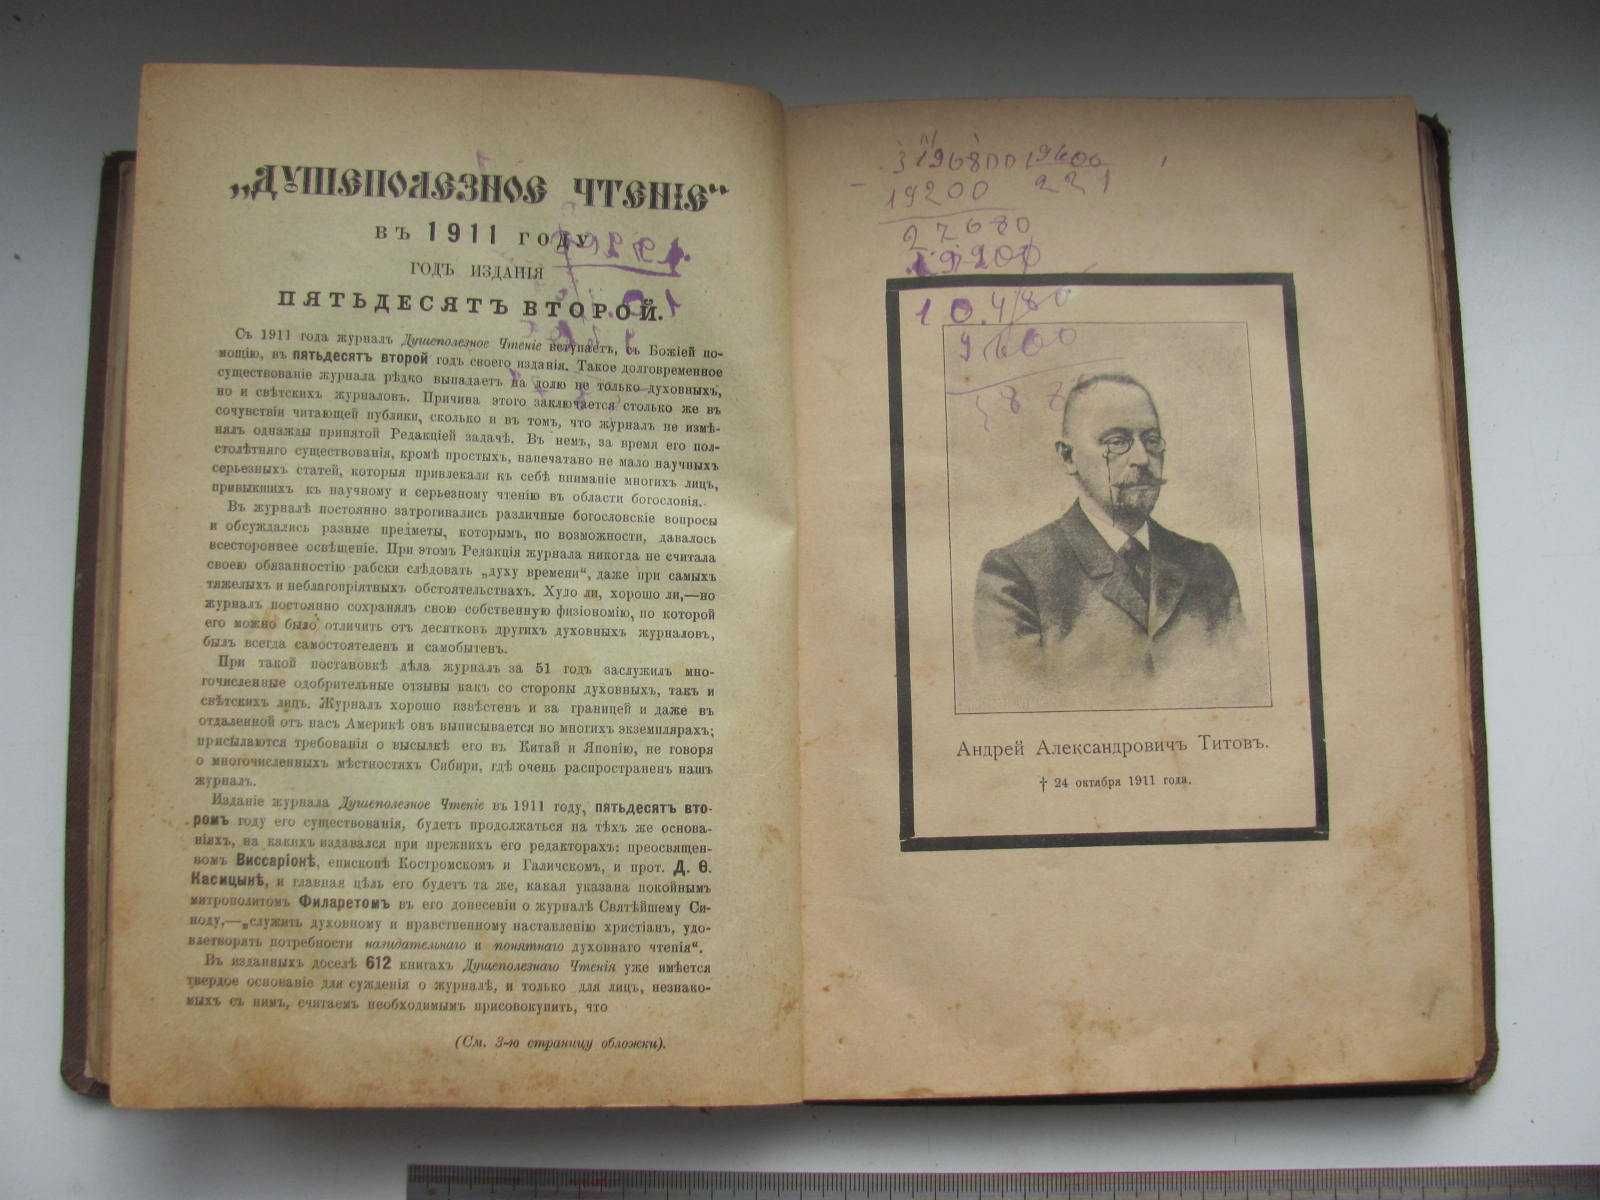 „ДУШЕПОЛЕЗНОЕ ЧТЕНІЕ“
ВЪ 1911 ГОДУ
ГОДЪ ИЗДАНІЯ
ПЯТЬДЕСЯТЪ ВТОРОЙ.
Съ 1911 года журналъ Душеполезное Чтеніе вступаетъ, съ Божіей по-
мощію, въ пятьдесятъ второй годъ своего изданія. Такое долговременное
существованіе журнала рѣдко выпадаетъ на долю не только духовныхъ,
но и свѣтскихъ журналовъ. Причина этого заключается столько же въ
сочувствіи читающей публики, сколько и въ томъ, что журналъ не измѣ-
нялъ однажды принятой Редакціей задачѣ. Въ немъ, за время его пол-
столѣтняго существованія, кромѣ простыхъ, напечатано не мало научныхъ
серьезныхъ статей, которыя привлекали къ себѣ вниманіе многихъ лицъ,
привыкшихъ къ научному и серьезному чтенію въ области богословія.
Въ журналѣ постоянно затрогивались различные богословскіе вопросы
и обсуждались разные предметы, которымъ, по возможности, давалось
всестороннее освѣщеніе. При этомъ Редакція журнала никогда не считала
своею обязанностію рабски слѣдовать „духу времени“, даже при самыхъ
тяжелыхъ и неблагопріятныхъ обстоятельствахъ. Худо ли, хорошо ли,—но
журналъ постоянно сохранялъ свою собственную физіономію, по которой
его можно было отличить отъ десятковъ другихъ духовныхъ журналовъ,
былъ всегда самостоятеленъ и самобытенъ.
При такой постановкѣ дѣла журналъ за 51 годъ заслужилъ мно-
гочисленные одобрительные отзывы какъ со стороны духовныхъ, такъ и
свѣтскихъ лицъ. Журналъ хорошо извѣстенъ и за границей и даже въ
отдаленной отъ насъ Америкѣ онъ выписывается во многихъ экземплярахъ;
присылаются требованія о высылкѣ его въ Китай и Японію, не говоря
о многочисленныхъ мѣстностяхъ Сибири, гдѣ очень распространенъ нашъ
журналъ.
Изданіе журнала Душеполезное Чтеніе въ 1911 году, пятьдесятъ вто-
ромъ году его существованія, будетъ продолжаться на тѣхъ же основа-
ніяхъ, на какихъ издавался при прежнихъ его редакторахъ: преосвящен-
номъ Виссаріонѣ, епископѣ Костромскомъ и Галичскомъ, и прот. Д. Ѳ.
Касицынѣ, и главная цѣль его будетъ та же, какая указана покойнымъ
митрополитомъ Филаретомъ въ его донесеніи о журналѣ Святѣйшему Си-
ноду,—„служить духовному и нравственному наставленію христіанъ, удо-
влетворять потребности назидательнаго и понятнаго духовнаго чтенія“.
Въ изданныхъ доселѣ 612 книгахъ Душеполезнаго Чтенія уже имѣется
твердое основаніе для сужденія о журналѣ, и только для лицъ, незнако-
мыхъ съ нимъ, считаемъ необходимымъ присовокупить, что
(См. 3-ю страницу обложки).
19200
27680
19200
10.480
9600
Андрей Александровичъ Титовъ.
† 24 октября 1911 года.